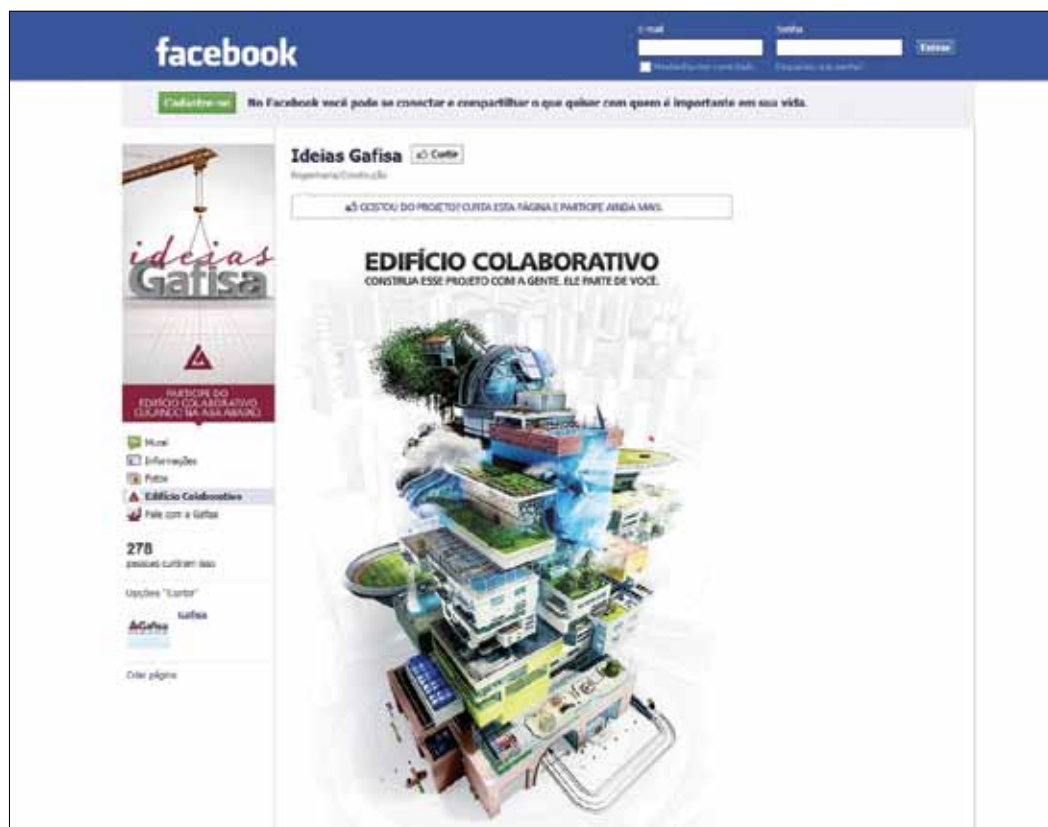 facebook
E-mail
Senha
Entrar
Cadastre-se No Facebook você pode se conectar e compartilhar o que quiser com quem é importante em sua vida.
ideias
Gafisa
PARTICIPE DO
EDIFÍCIO COLABORATIVO
CLICANDO NA ABA ABAIXO
Mural
Informações
Fotos
Edifício Colaborativo
Fale com a Gafisa
278
pessoas curtiram isso
Opções "Curtir"
Gafisa
Gafisa
Criar página
Ideias Gafisa Curtir
Engenharia/Construção
GOSTOU DO PROJETO? CURTA ESTA PÁGINA E PARTICIPE AINDA MAIS.
EDIFÍCIO COLABORATIVO
CONSTRUA ESSE PROJETO COM A GENTE. ELE PARTE DE VOCÊ.